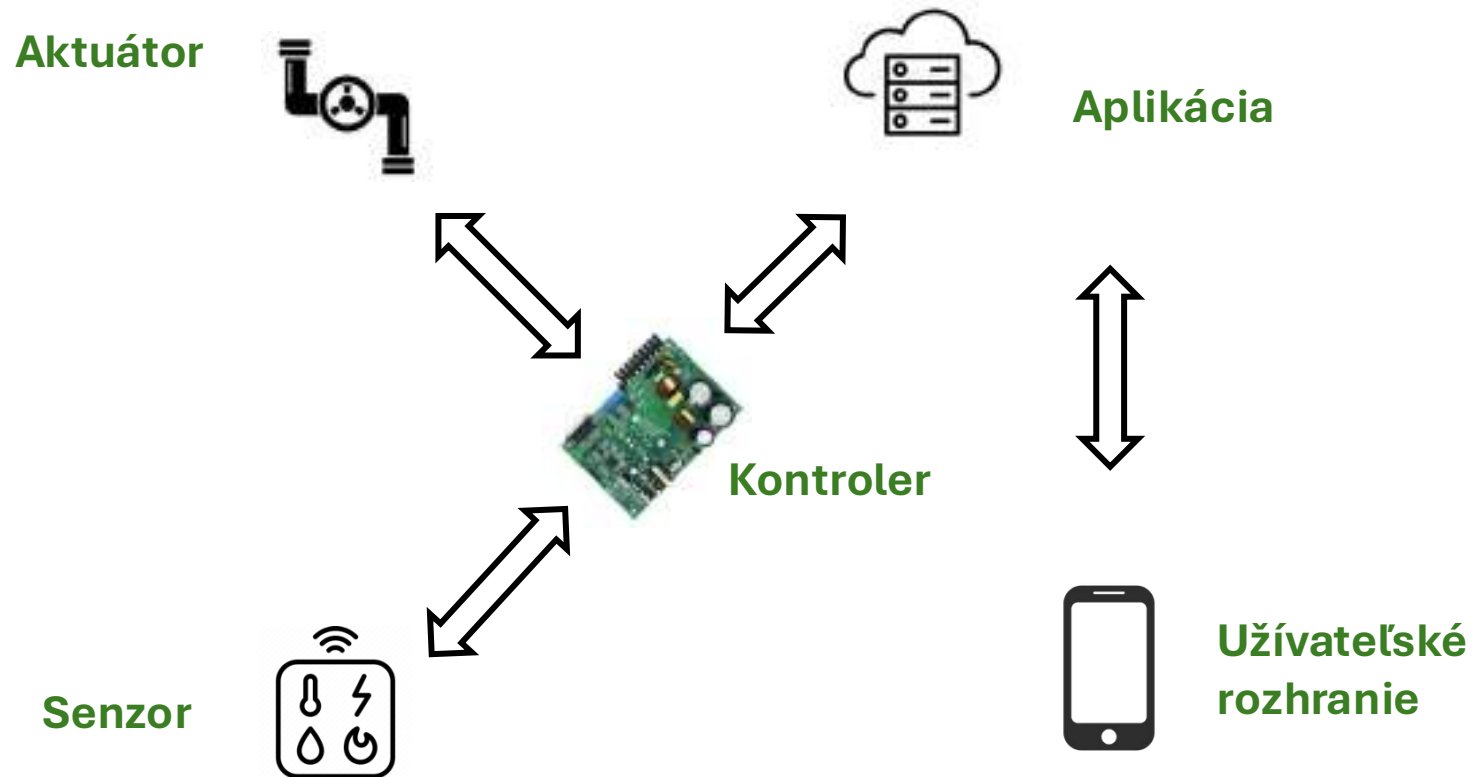 Aktuátor
Aplikácia
Kontroler
Senzor
Užívateľské
rozhranie